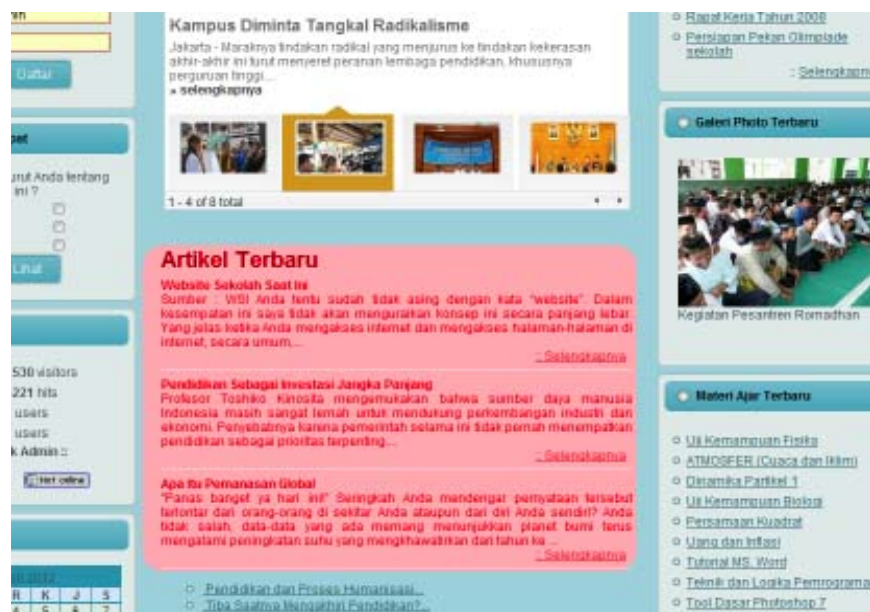 Daftar
urut Anda tentang
ini ?
Lihat
530 visitors
221 hits
users
users
k Admin ::
Not online
R K J S
4 5 6 7
Kampus Diminta Tangkal Radikalisme
Jakarta - Maraknya tindakan radikal yang menjurus ke tindakan kekerasan
akhir-akhir ini turut menyeret peranan lembaga pendidikan, khususnya
perguruan tinggi....
» selengkapnya
1 - 4 of 8 total
Artikel Terbaru
Website Sekolah Saat Ini
Sumber : WSI Anda tentu sudah tidak asing dengan kata "website". Dalam
kesempatan ini saya tidak akan menguraikan konsep ini secara panjang lebar.
Yang jelas ketika Anda mengakses internet dan mengakses halaman-halaman di
internet, secara umum,...
:: Selengkapnya
Pendidikan Sebagai Investasi Jangka Panjang
Profesor Toshiko Kinosita mengemukakan bahwa sumber daya manusia
Indonesia masih sangat lemah untuk mendukung perkembangan industri dan
ekonomi. Penyebabnya karena pemerintah selama ini tidak pernah menempatkan
pendidikan sebagai prioritas terpenting....
:: Selengkapnya
Apa Itu Pemanasan Global
"Panas banget ya hari ini!" Seringkah Anda mendengar pernyataan tersebut
terlontar dari orang-orang di sekitar Anda ataupun dari diri Anda sendiri? Anda
tidak salah, data-data yang ada memang menunjukkan planet bumi terus
mengalami peningkatan suhu yang mengkhawatirkan dari tahun ke ...
:: Selengkapnya
Pendidikan dan Proses Humanisasi...
Tiba Saatnya Mengakhiri Pendidikan?...
Rapat Kerja Tahun 2008
Persiapan Pekan Olimpiade
sekolah
:: Selengkapnya
Galeri Photo Terbaru
Kegiatan Pesantren Romadhan
Materi Ajar Terbaru
Uji Kemampuan Fisika
ATMOSFER (Cuaca dan Iklim)
Dinamika Partikel 1
Uji Kemampuan Biologi
Persamaan Kuadrat
Uang dan Inflasi
Tutorial MS. Word
Teknik dan Logika Pemrograma
Tool Dasar Photoshop 7